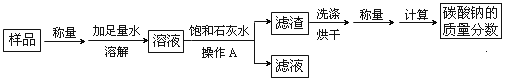 样品 称量 加足量水 溶解 溶液 饱和石灰水 操作 A 滤渣 洗涤 烘干 称量 计算 碳酸钠的质量分数
滤液